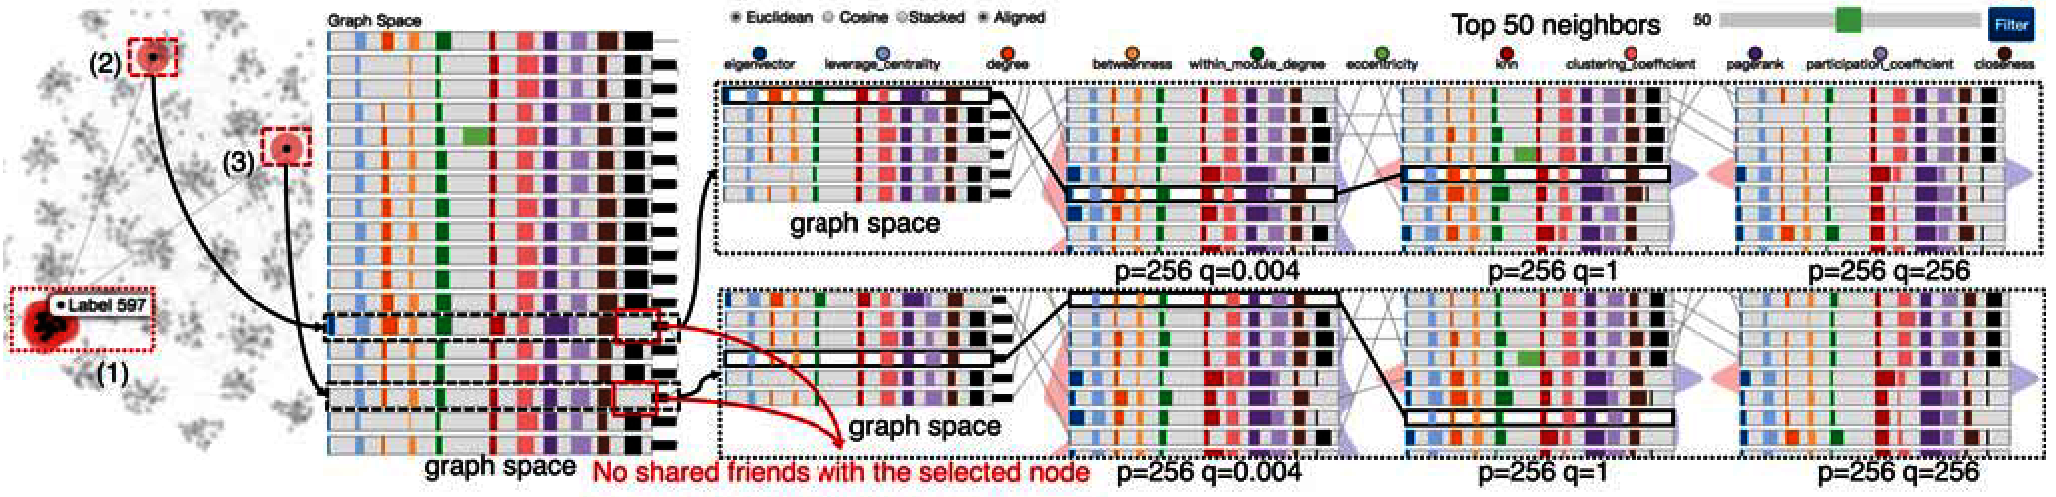 Graph Space
Euclidean Cosine Stacked Aligned
Top 50 neighbors
50
Filter
eigenvector leverage_centrality degree betweenness within_module_degree eccentricity knn clustering_coefficient pagerank participation_coefficient closeness
(2)
(3)
Label 597
(1)
graph space
p=256 q=0.004
p=256 q=1
p=256 q=256
graph space
graph space
No shared friends with the selected node
p=256 q=0.004
p=256 q=1
p=256 q=256